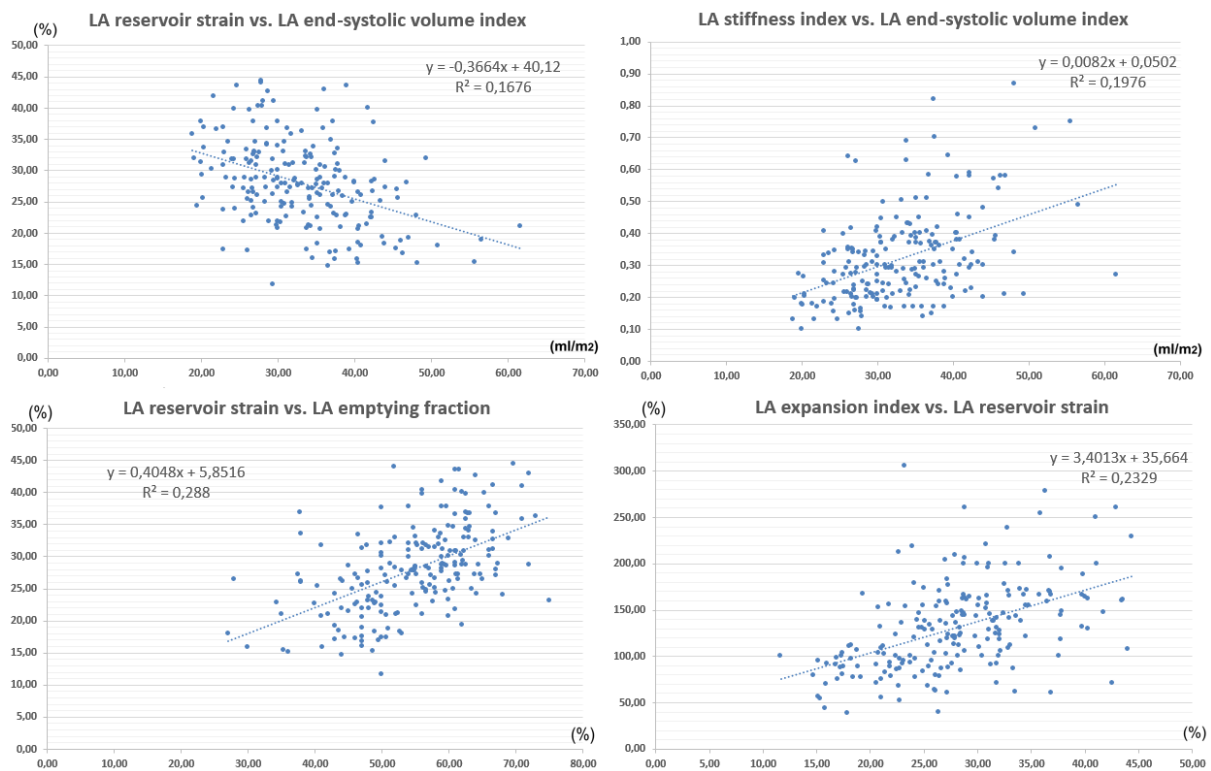 LA reservoir strain vs. LA end-systolic volume index
(%)
50,00
45,00
40,00
35,00
30,00
25,00
20,00
15,00
10,00
5,00
0,00
y = -0,3664x + 40,12
R² = 0,1676
(ml/m2)
0,00 10,00 20,00 30,00 40,00 50,00 60,00 70,00
LA stiffness index vs. LA end-systolic volume index
1,00
0,90
0,80
0,70
0,60
0,50
0,40
0,30
0,20
0,10
0,00
y = 0,0082x + 0,0502
R² = 0,1976
(ml/m2)
0,00 10,00 20,00 30,00 40,00 50,00 60,00 70,00
LA reservoir strain vs. LA emptying fraction
(%)
50,00
45,00
40,00
35,00
30,00
25,00
20,00
15,00
10,00
5,00
0,00
y = 0,4048x + 5,8516
R² = 0,288
(%)
0,00 10,00 20,00 30,00 40,00 50,00 60,00 70,00 80,00
LA expansion index vs. LA reservoir strain
(%)
350,00
300,00
250,00
200,00
150,00
100,00
50,00
0,00
y = 3,4013x + 35,664
R² = 0,2329
(%)
0,00 5,00 10,00 15,00 20,00 25,00 30,00 35,00 40,00 45,00 50,00